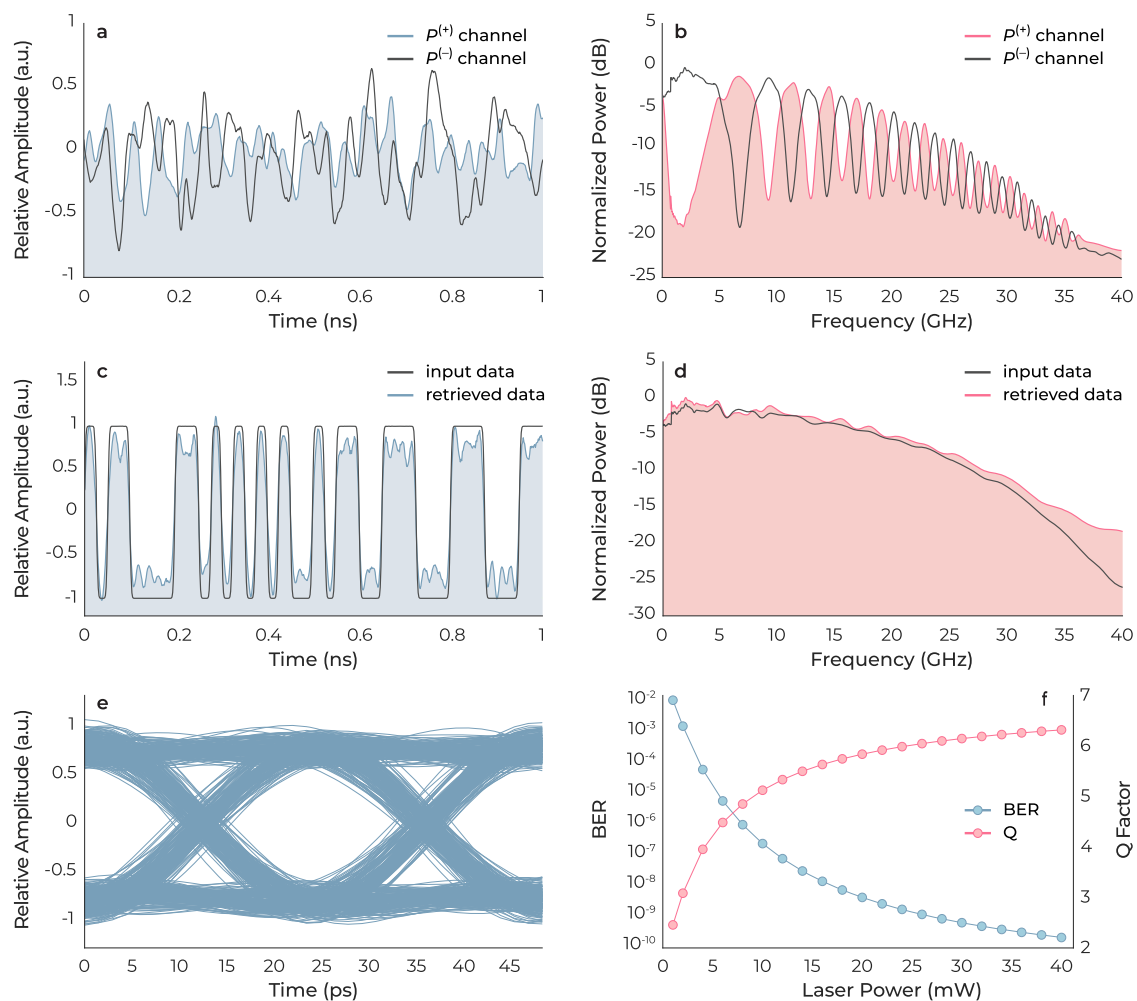 a
P(+) channel
P(–) channel
1
0.5
0
-0.5
-1
Relative Amplitude (a.u.)
0 0.2 0.4 0.6 0.8 1
Time (ns)
b
P(+) channel
P(–) channel
5
0
-5
-10
-15
-20
-25
Normalized Power (dB)
0 5 10 15 20 25 30 35 40
Frequency (GHz)
c
input data
retrieved data
1.5
1
0.5
0
-0.5
-1
Relative Amplitude (a.u.)
0 0.2 0.4 0.6 0.8 1
Time (ns)
d
input data
retrieved data
5
0
-5
-10
-15
-20
-25
-30
Normalized Power (dB)
0 5 10 15 20 25 30 35 40
Frequency (GHz)
e
1
0.5
0
-0.5
-1
Relative Amplitude (a.u.)
0 5 10 15 20 25 30 35 40 45
Time (ps)
f
10-2
10-3
10-4
10-5
10-6
10-7
10-8
10-9
10-10
BER
BER
Q
7
6
5
4
3
2
Q Factor
0 5 10 15 20 25 30 35 40
Laser Power (mW)